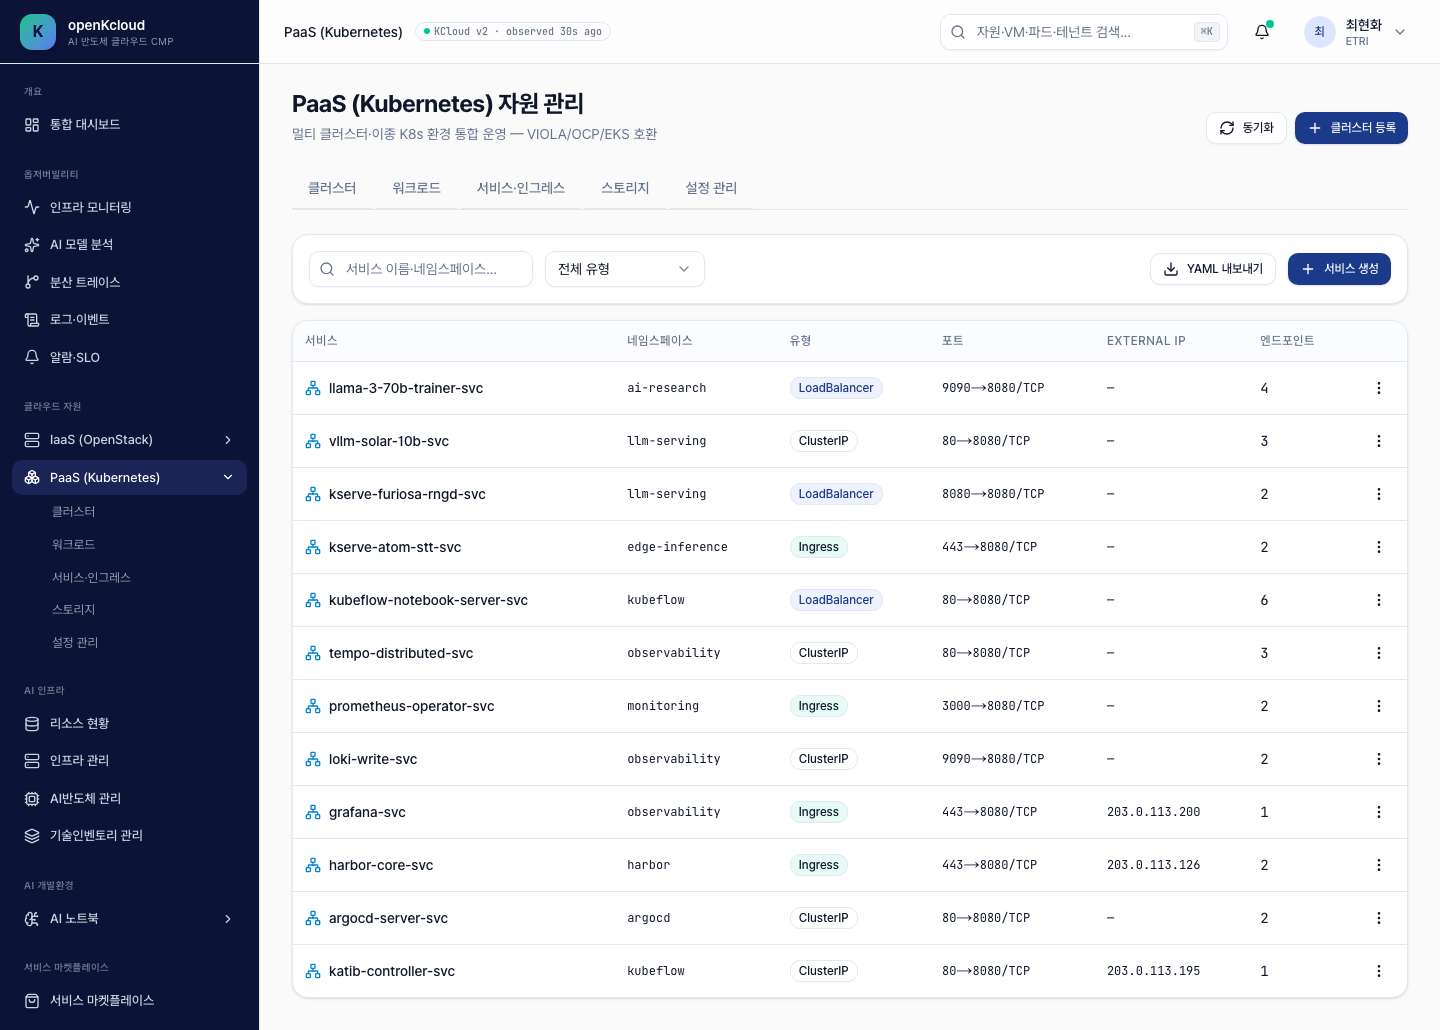 K
openKcloud
AI 반도체 클라우드 CMP
개요
통합 대시보드
옵저버빌리티
인프라 모니터링
AI 모델 분석
분산 트레이스
로그·이벤트
알람·SLO
클라우드 자원
IaaS (OpenStack)
PaaS (Kubernetes)
클러스터
워크로드
서비스·인그레스
스토리지
설정 관리
AI 인프라
리소스 현황
인프라 관리
AI반도체 관리
기술인벤토리 관리
AI 개발환경
AI 노트북
서비스 마켓플레이스
서비스 마켓플레이스
PaaS (Kubernetes) KCloud v2 · observed 30s ago
자원·VM·파드·테넌트 검색... ⌘K
최 최현화
ETRI
PaaS (Kubernetes) 자원 관리
멀티 클러스터·이종 K8s 환경 통합 운영 — VIOLA/OCP/EKS 호환
동기화 클러스터 등록
클러스터 워크로드 서비스·인그레스 스토리지 설정 관리
서비스 이름·네임스페이스... 전체 유형 YAML 내보내기 서비스 생성
서비스 네임스페이스 유형 포트 EXTERNAL IP 엔드포인트
llama-3-70b-trainer-svc ai-research LoadBalancer 9090→8080/TCP — 4
vllm-solar-10b-svc llm-serving ClusterIP 80→8080/TCP — 3
kserve-furiosa-rngd-svc llm-serving LoadBalancer 8080→8080/TCP — 2
kserve-atom-stt-svc edge-inference Ingress 443→8080/TCP — 2
kubeflow-notebook-server-svc kubeflow LoadBalancer 80→8080/TCP — 6
tempo-distributed-svc observability ClusterIP 80→8080/TCP — 3
prometheus-operator-svc monitoring Ingress 3000→8080/TCP — 2
loki-write-svc observability ClusterIP 9090→8080/TCP — 2
grafana-svc observability Ingress 443→8080/TCP 203.0.113.200 1
harbor-core-svc harbor Ingress 443→8080/TCP 203.0.113.126 2
argocd-server-svc argocd ClusterIP 80→8080/TCP — 2
katib-controller-svc kubeflow ClusterIP 80→8080/TCP 203.0.113.195 1